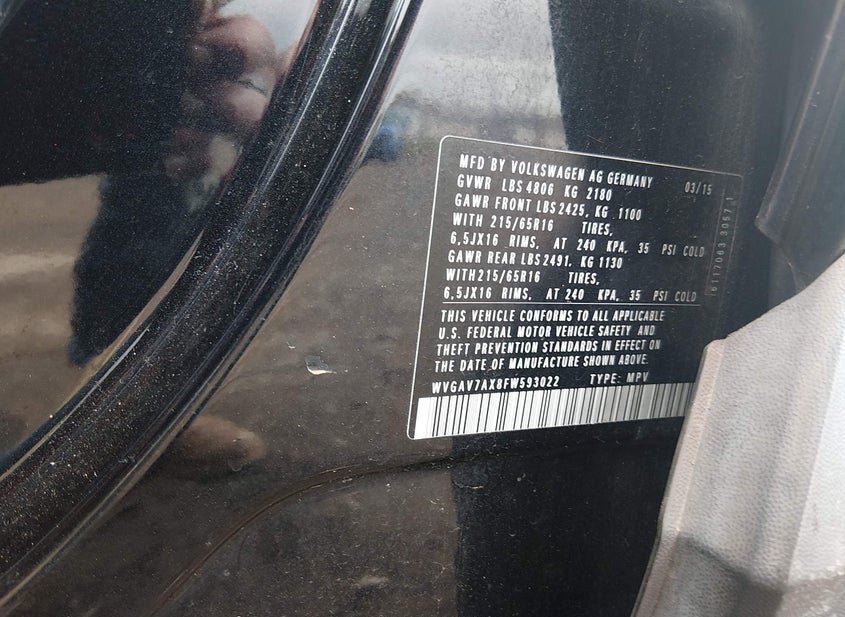 MFD BY VOLKSWAGEN AG GERMANY 03/15
GVWR LBS 4806 KG 2180
GAWR FRONT LBS 2425, KG 1100
WITH 215/65R16 TIRES,
6,5JX16 RIMS, AT 240 KPA, 35 PSI COLD
GAWR REAR LBS 2491. KG 1130
WITH 215/65R16 TIRES,
6,5JX16 RIMS, AT 240 KPA, 35 PSI COLD
THIS VEHICLE CONFORMS TO ALL APPLICABLE
U.S. FEDERAL MOTOR VEHICLE SAFETY AND
THEFT PREVENTION STANDARDS IN EFFECT ON
THE DATE OF MANUFACTURE SHOWN ABOVE.
WVGAV7AX8FW593022 TYPE: MPV